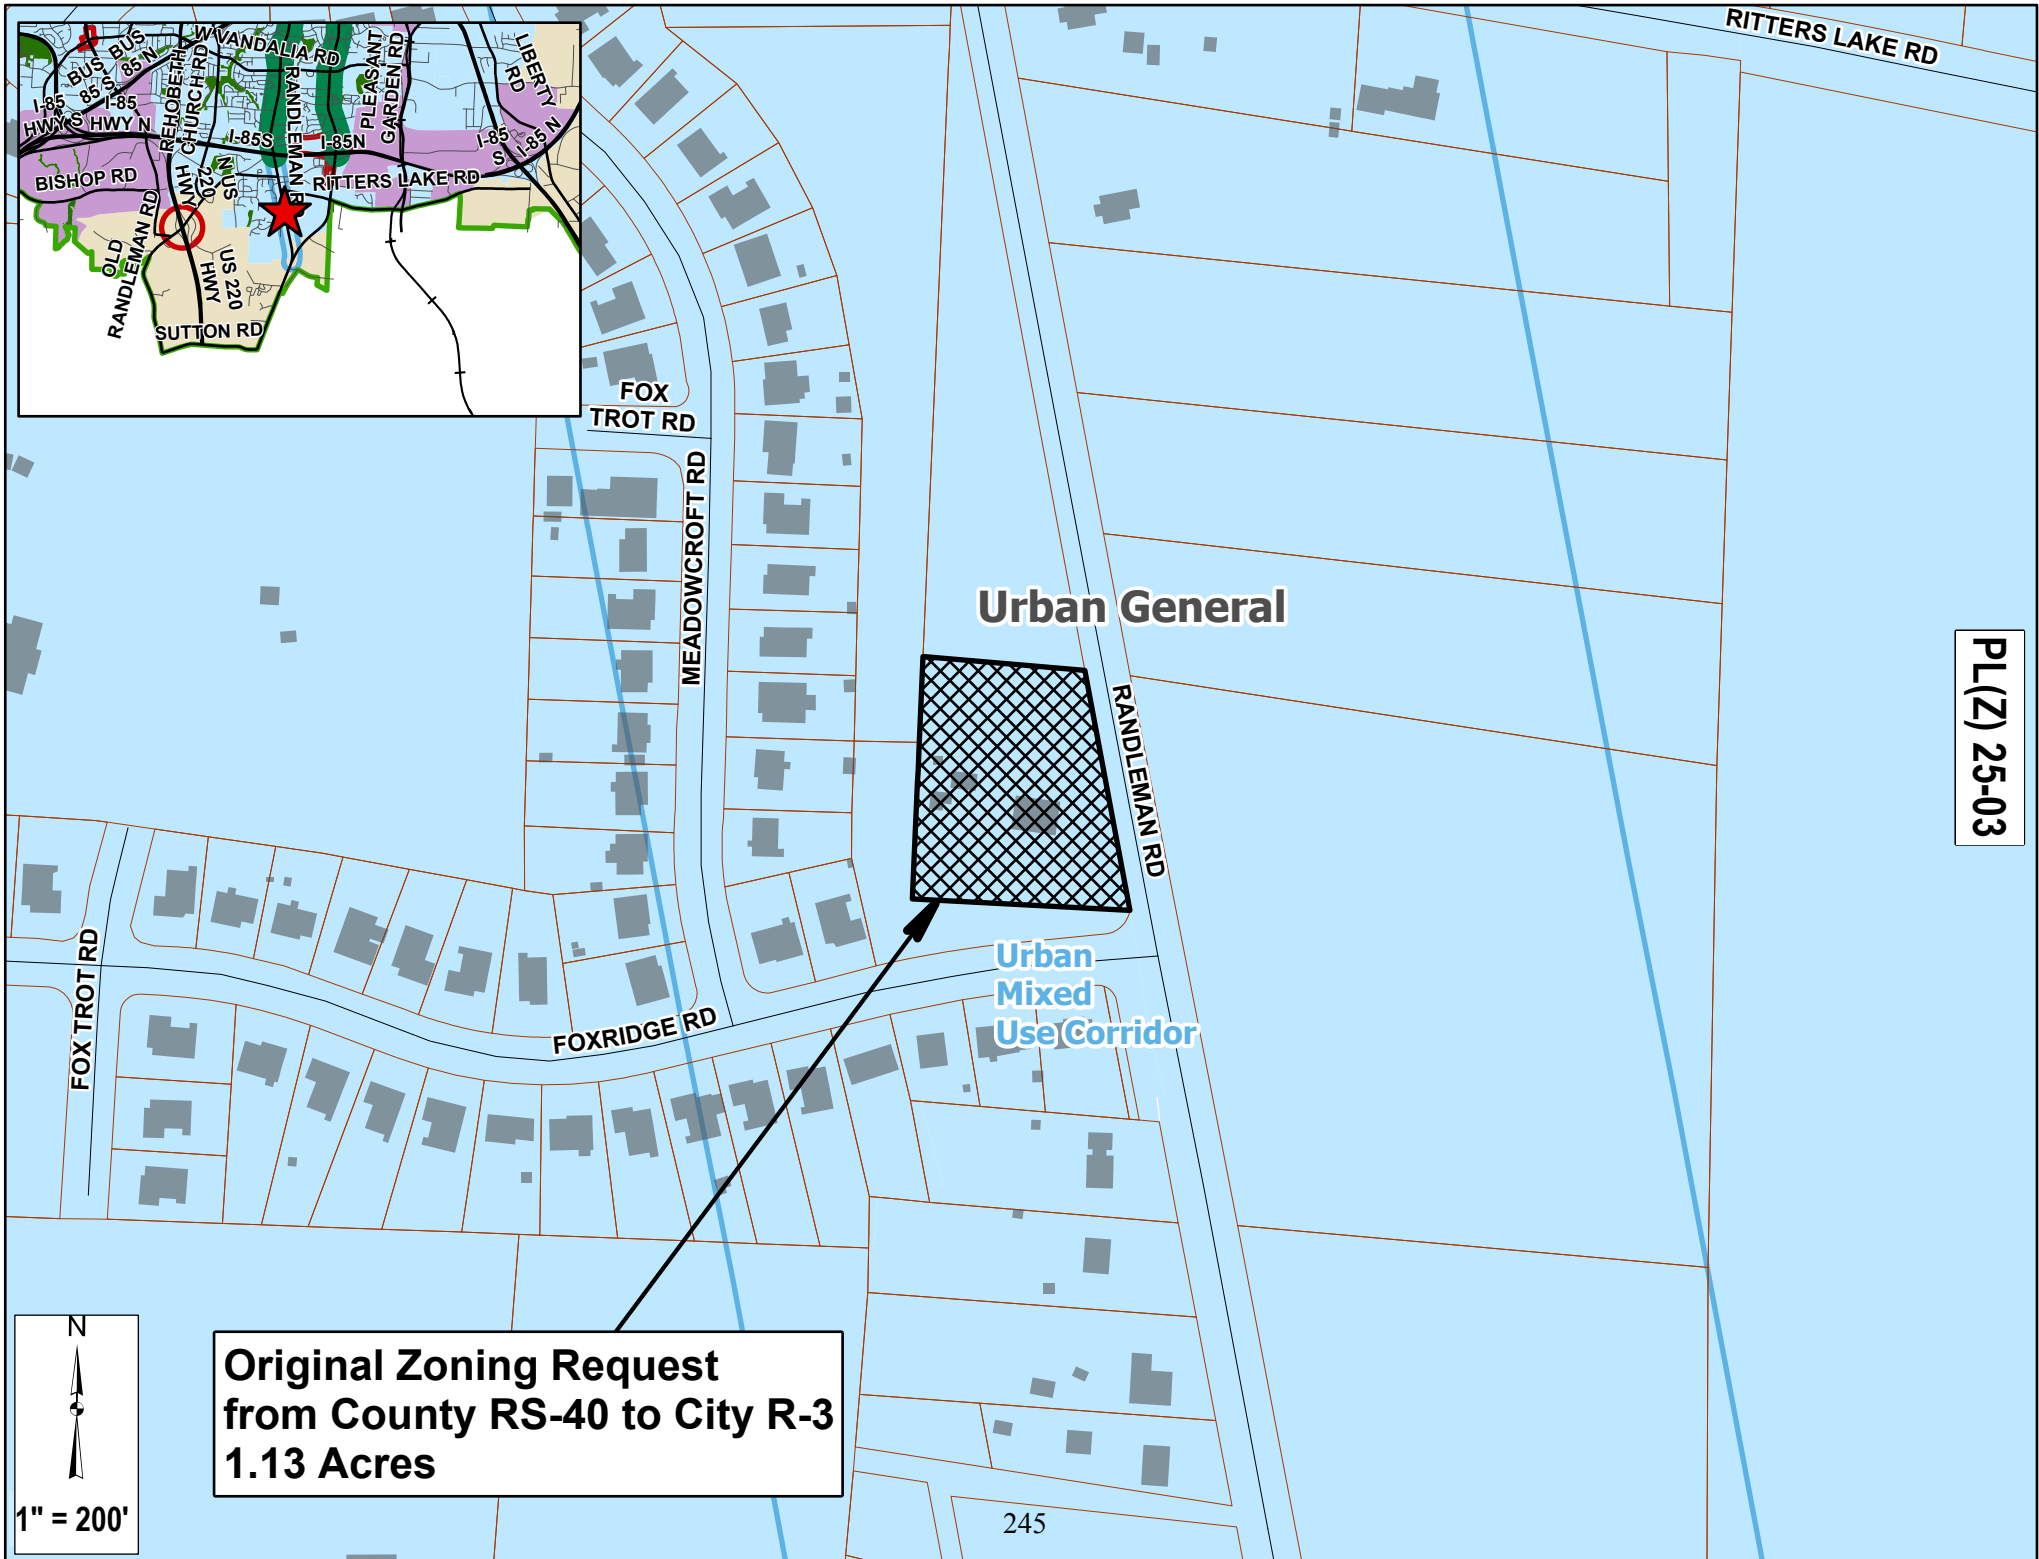 W VANDALIA RD
BUS
85 N
BUS
85 S
I-85
HWY S
I-85
HWY N
REHOBETH
CHURCH RD
RANDLEMAN RD
PLEASANT
GARDEN RD
LIBERTY
RD
I-85S
I-85N
I-85
S
I-85 N
BISHOP RD
HWY
220
N US
RITTERS LAKE RD
OLD
RANDLEMAN RD
US 220
HWY
SUTTON RD
RITTERS LAKE RD
FOX
TROT RD
MEADOWCROFT RD
Urban General
RANDLEMAN RD
PL(Z) 25-03
FOX TROT RD
FOXRIDGE RD
Urban
Mixed
Use Corridor
N
1" = 200'
Original Zoning Request
from County RS-40 to City R-3
1.13 Acres
245